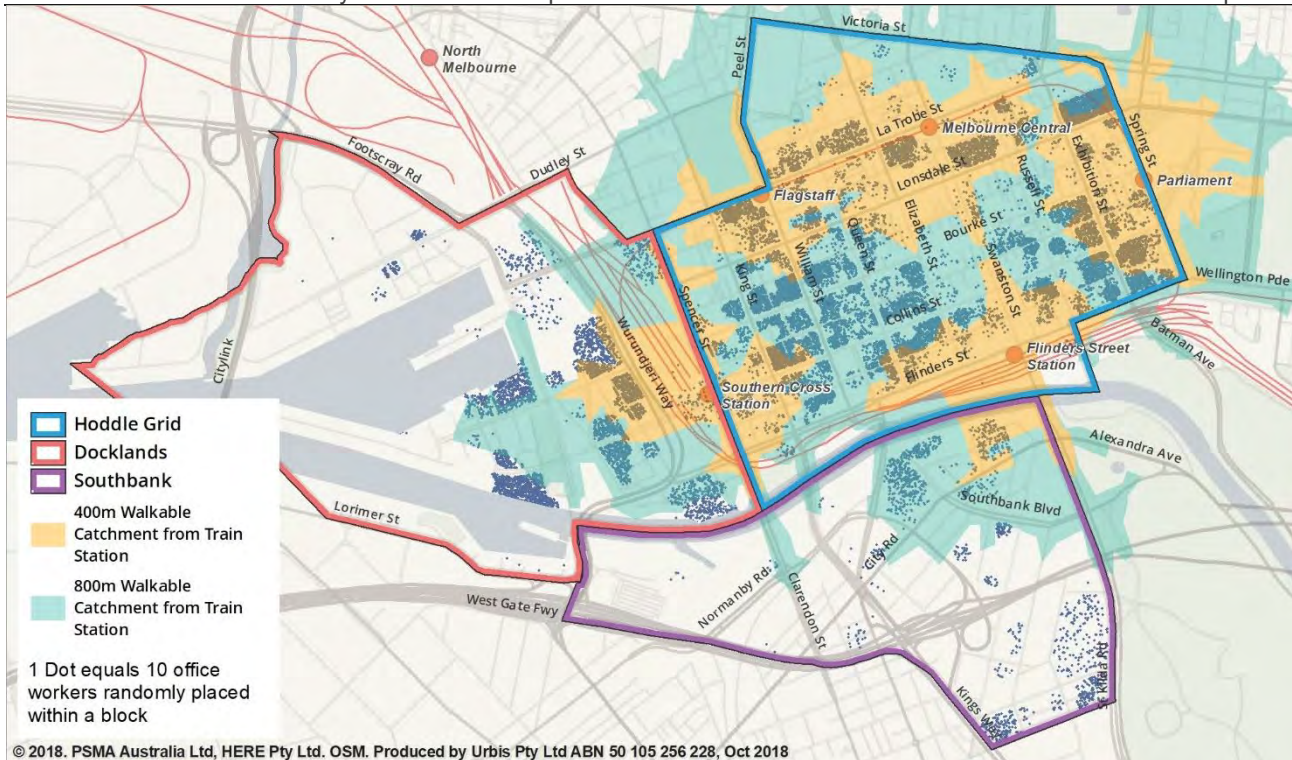 Victoria St
North
Melbourne
Peel St
La Trobe St
Melbourne Central
Spring St
Footscray Rd
Dudley St
Lonsdale St
Exhibition St
Russell St
Parliament
Flagstaff
Elizabeth St
Bourke St
Queen St
William St
Swanston St
King St
Wellington Pde
Spencer St
Collins St
Batman Ave
Wurundjeri Way
Flinders St
Flinders Street
Station
Citylink
Southern Cross
Station
Hoddle Grid
Docklands
Southbank
400m Walkable
Catchment from Train
Station
800m Walkable
Catchment from Train
Station
1 Dot equals 10 office
workers randomly placed
within a block
Alexandra Ave
Southbank Blvd
Lorimer St
City Rd
Normanby Rd
Clarendon St
West Gate Fwy
St Kilda Rd
Kings Way
© 2018. PSMA Australia Ltd, HERE Pty Ltd. OSM. Produced by Urbis Pty Ltd ABN 50 105 256 228, Oct 2018